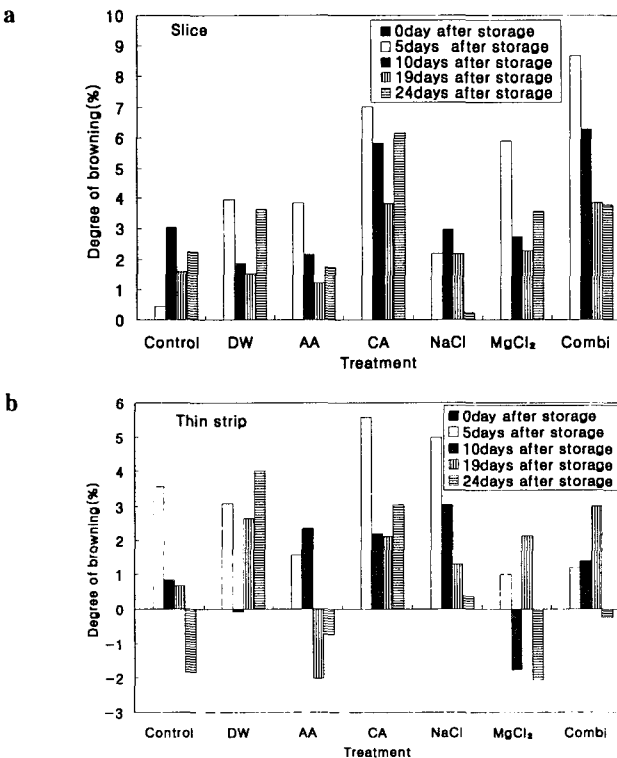 a
Slice
0day after storage
5days after storage
10days after storage
19days after storage
24days after storage
Degree of browning(%)
10
9
8
7
6
5
4
3
2
1
0
Control DW AA CA NaCl MgCl₂ Combi
Treatment
b
Thin strip
0day after storage
5days after storage
10days after storage
19days after storage
24days after storage
Degree of browning(%)
6
5
4
3
2
1
0
−1
−2
−3
Control DW AA CA NaCl MgCl₂ Combi
Treatment